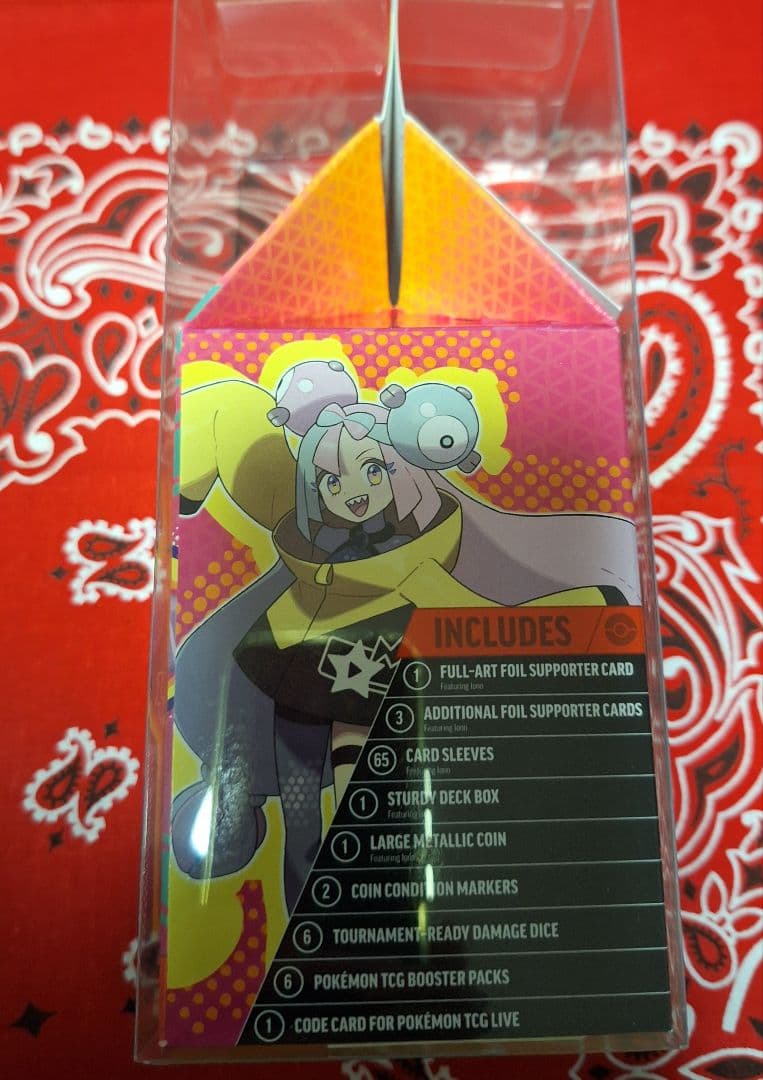 INCLUDES
1 FULL-ART FOIL SUPPORTER CARD
Featuring Iono
3 ADDITIONAL FOIL SUPPORTER CARDS
Featuring Iono
65 CARD SLEEVES
Featuring Iono
1 STURDY DECK BOX
Featuring
1 LARGE METALLIC COIN
Featuring
2 COIN CONDITION MARKERS
6 TOURNAMENT-READY DAMAGE DICE
6 POKÉMON TCG BOOSTER PACKS
1 CODE CARD FOR POKÉMON TCG LIVE